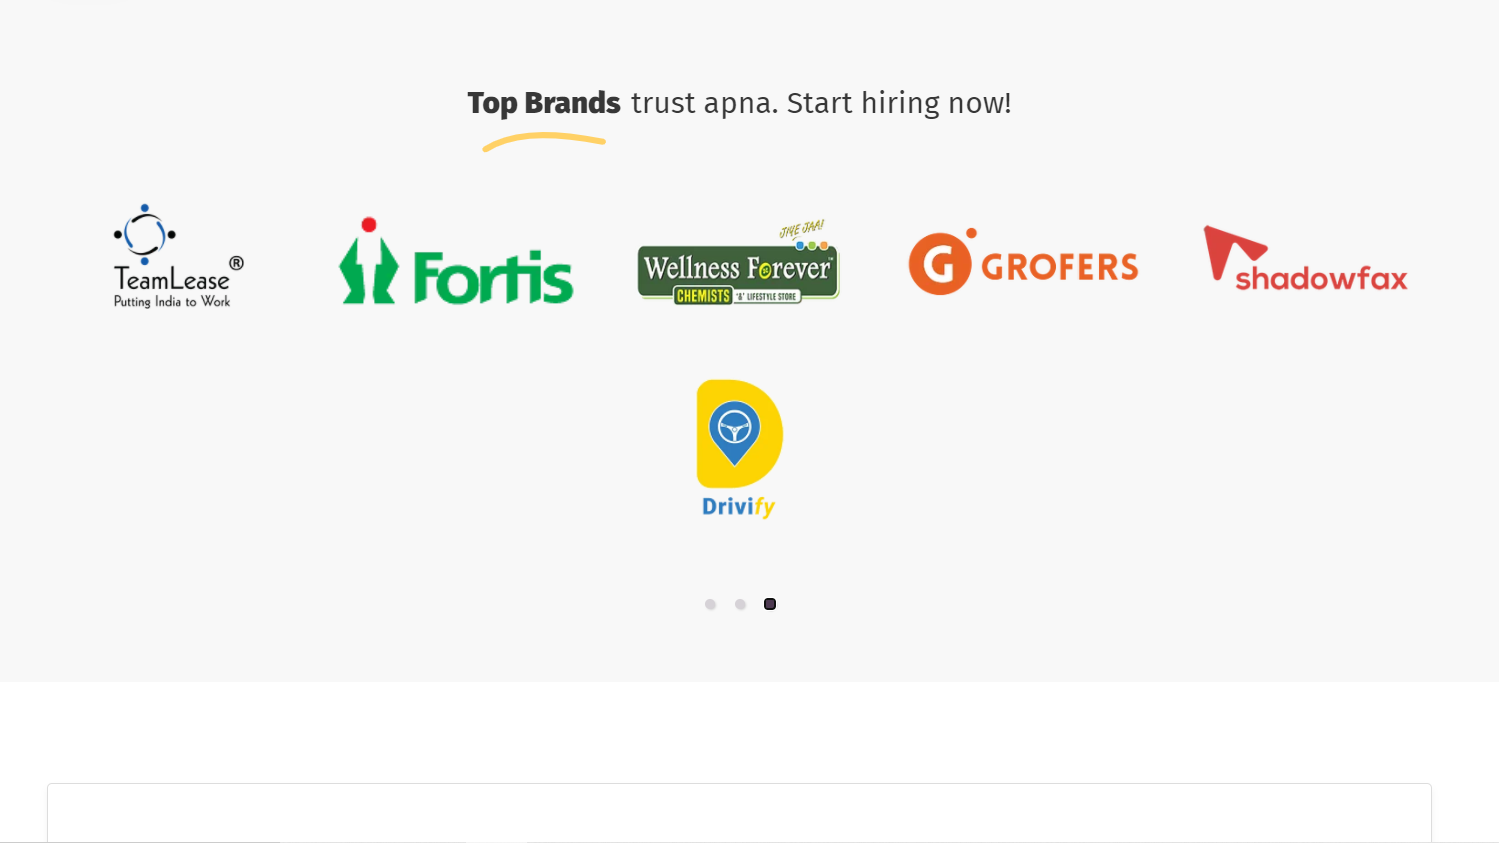 Top Brands trust apna. Start hiring now!
TeamLease®
Putting India to Work
Fortis
JIYE JAA!
Wellness Forever™
CHEMISTS '&' LIFESTYLE STORE
G GROFERS
shadowfax
Drivify